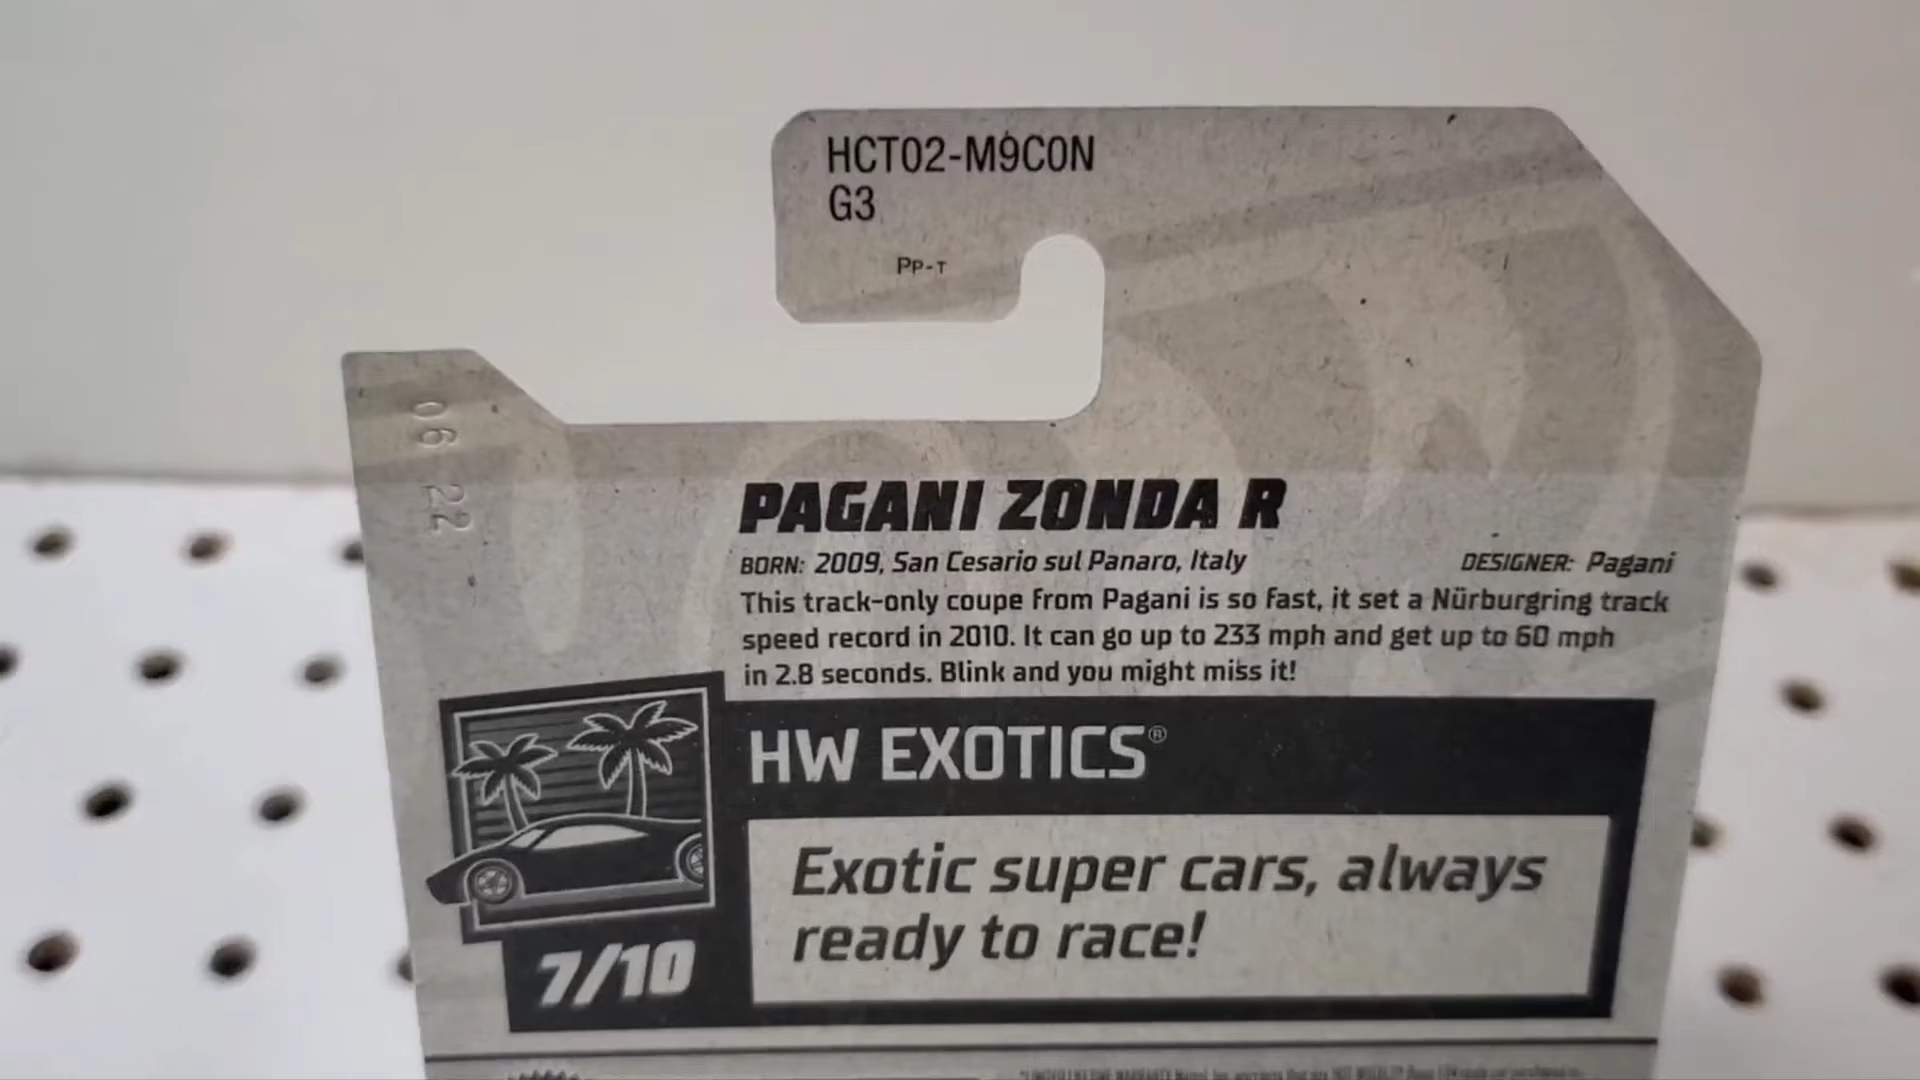 HCT02-M9C0N
G3
PP-T
06 22
PAGANI ZONDA R
BORN: 2009, San Cesario sul Panaro, Italy
DESIGNER: Pagani
This track-only coupe from Pagani is so fast, it set a Nürburgring track
speed record in 2010. It can go up to 233 mph and get up to 60 mph
in 2.8 seconds. Blink and you might miss it!
HW EXOTICS®
Exotic super cars, always
ready to race!
7/10